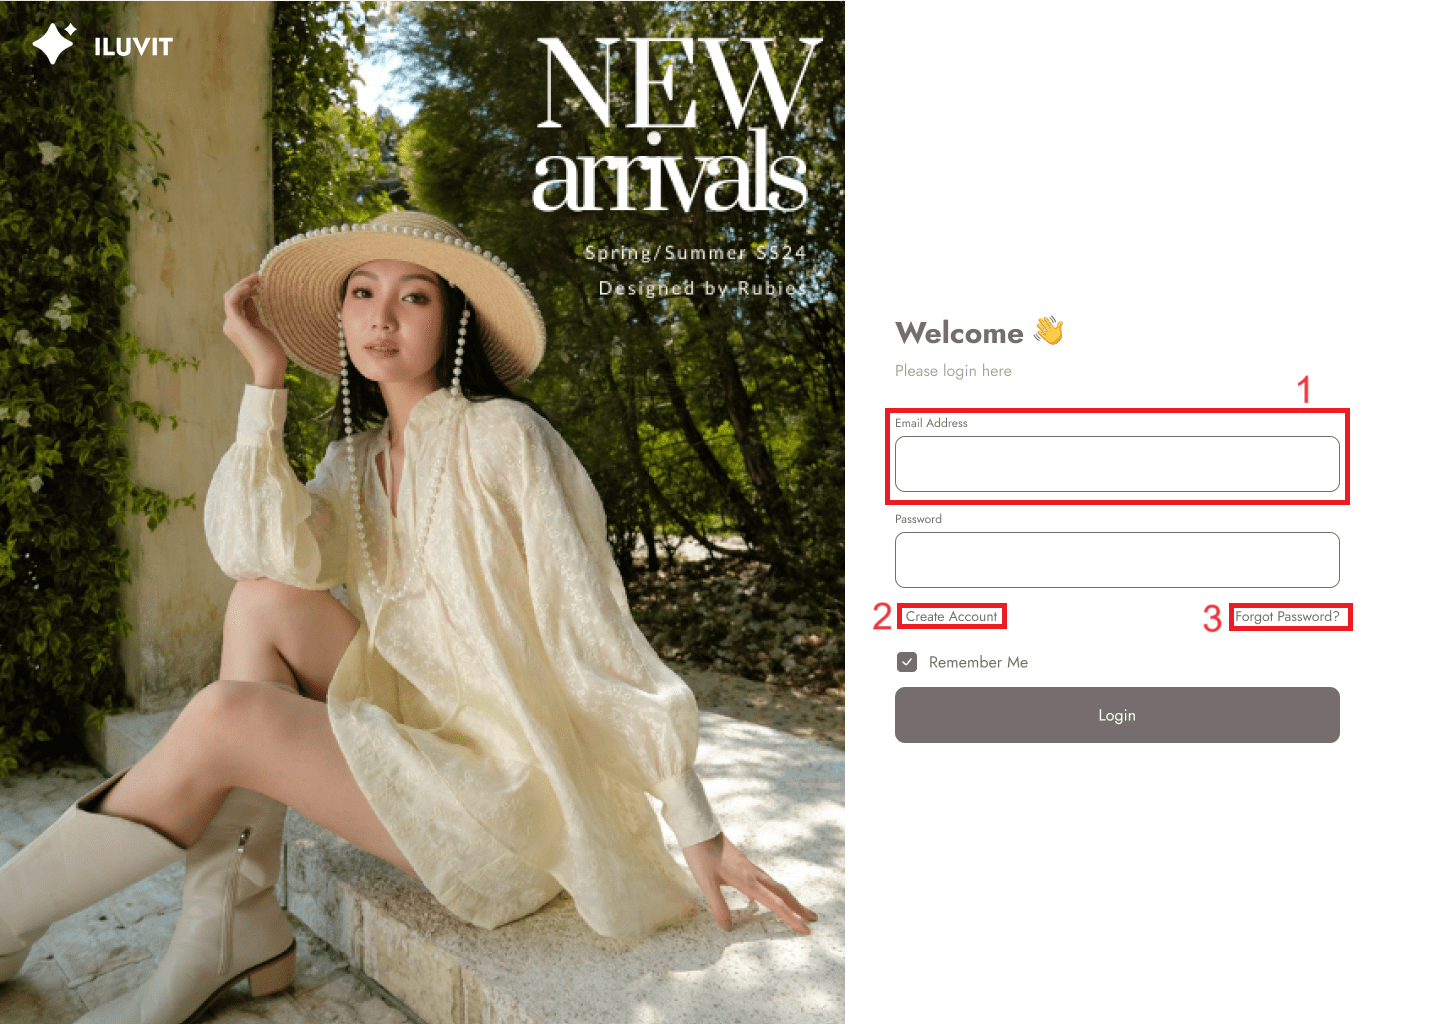 ILUVIT
NEW
arrivals
Spring/Summer SS24
Designed by Rubies
Welcome 👋
Please login here
1
Email Address
Password
2 Create Account
3 Forgot Password?
Remember Me
Login